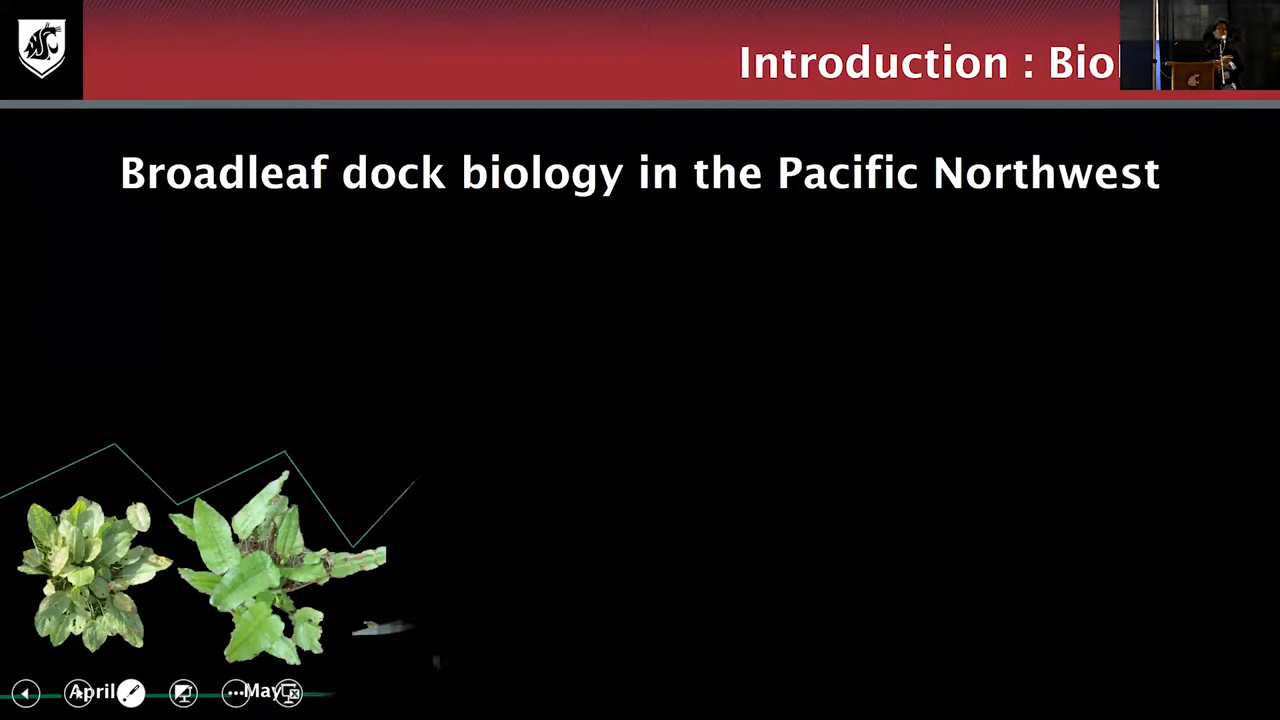 Introduction : Biol
Broadleaf dock biology in the Pacific Northwest
April
May